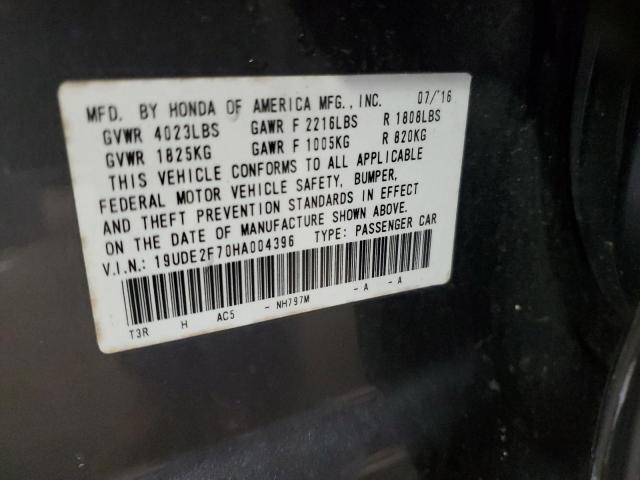 MFD. BY HONDA OF AMERICA MFG., INC. 07/'16
GVWR 4023LBS GAWR F 2216LBS R 1808LBS
GVWR 1825KG GAWR F 1005KG R 820KG
THIS VEHICLE CONFORMS TO ALL APPLICABLE
FEDERAL MOTOR VEHICLE SAFETY, BUMPER,
AND THEFT PREVENTION STANDARDS IN EFFECT
ON THE DATE OF MANUFACTURE SHOWN ABOVE.
V.I.N.: 19UDE2F70HA004396 TYPE: PASSENGER CAR
T3R H AC5 - NH797M - A - A